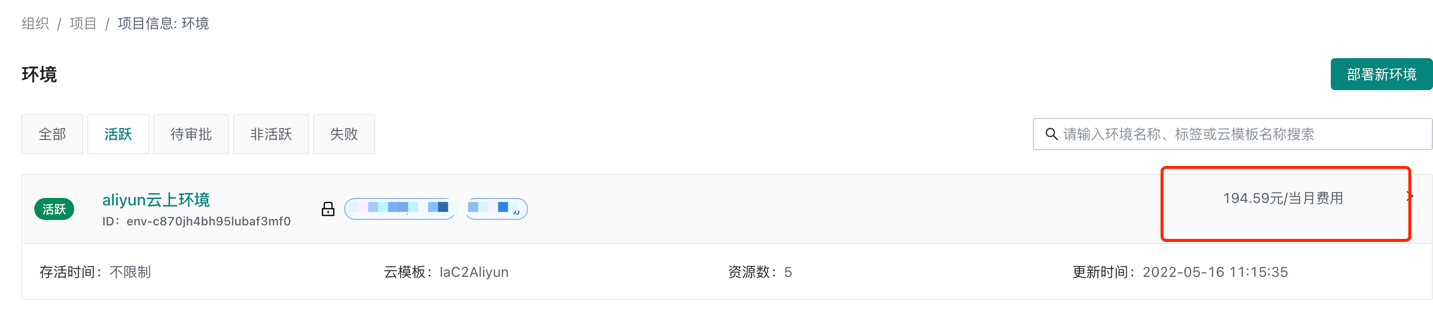 组织 / 项目 / 项目信息: 环境
环境
部署新环境
全部 活跃 待审批 非活跃 失败
请输入环境名称、标签或云模板名称搜索
活跃
aliyun云上环境
ID: env-c870jh4bh95lubaf3mf0
194.59元/当月费用
存活时间: 不限制 云模板: IaC2Aliyun 资源数: 5 更新时间: 2022-05-16 11:15:35